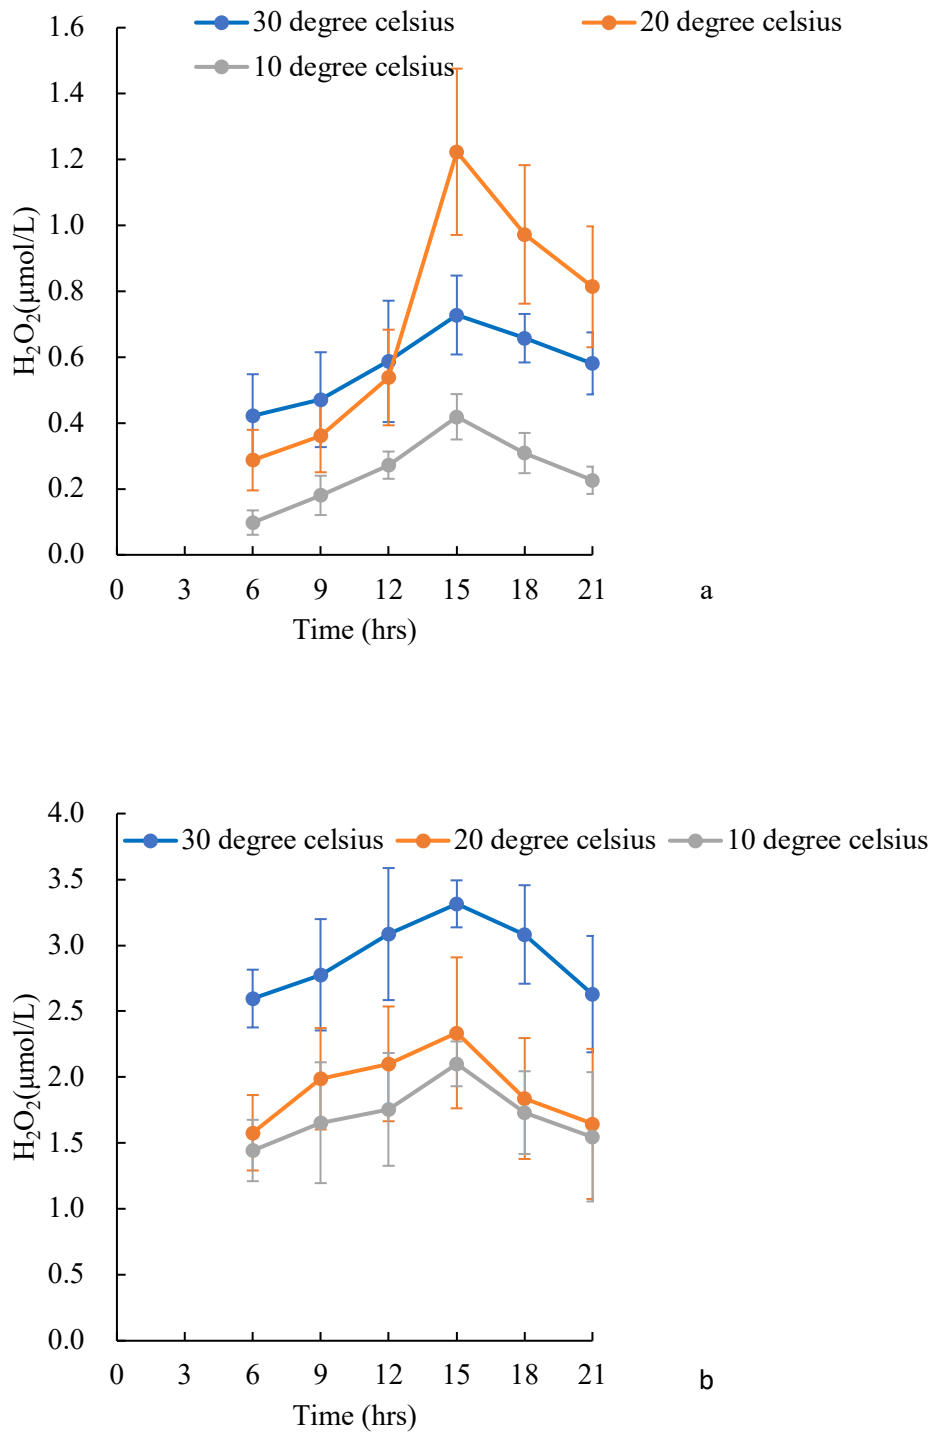 30 degree celsius 20 degree celsius
10 degree celsius
1.6
1.4
1.2
1.0
0.8
0.6
0.4
0.2
0.0
H₂O₂(µmol/L)
0 3 6 9 12 15 18 21
Time (hrs)
a
30 degree celsius 20 degree celsius 10 degree celsius
4.0
3.5
3.0
2.5
2.0
1.5
1.0
0.5
0.0
H₂O₂(µmol/L)
0 3 6 9 12 15 18 21
Time (hrs)
b